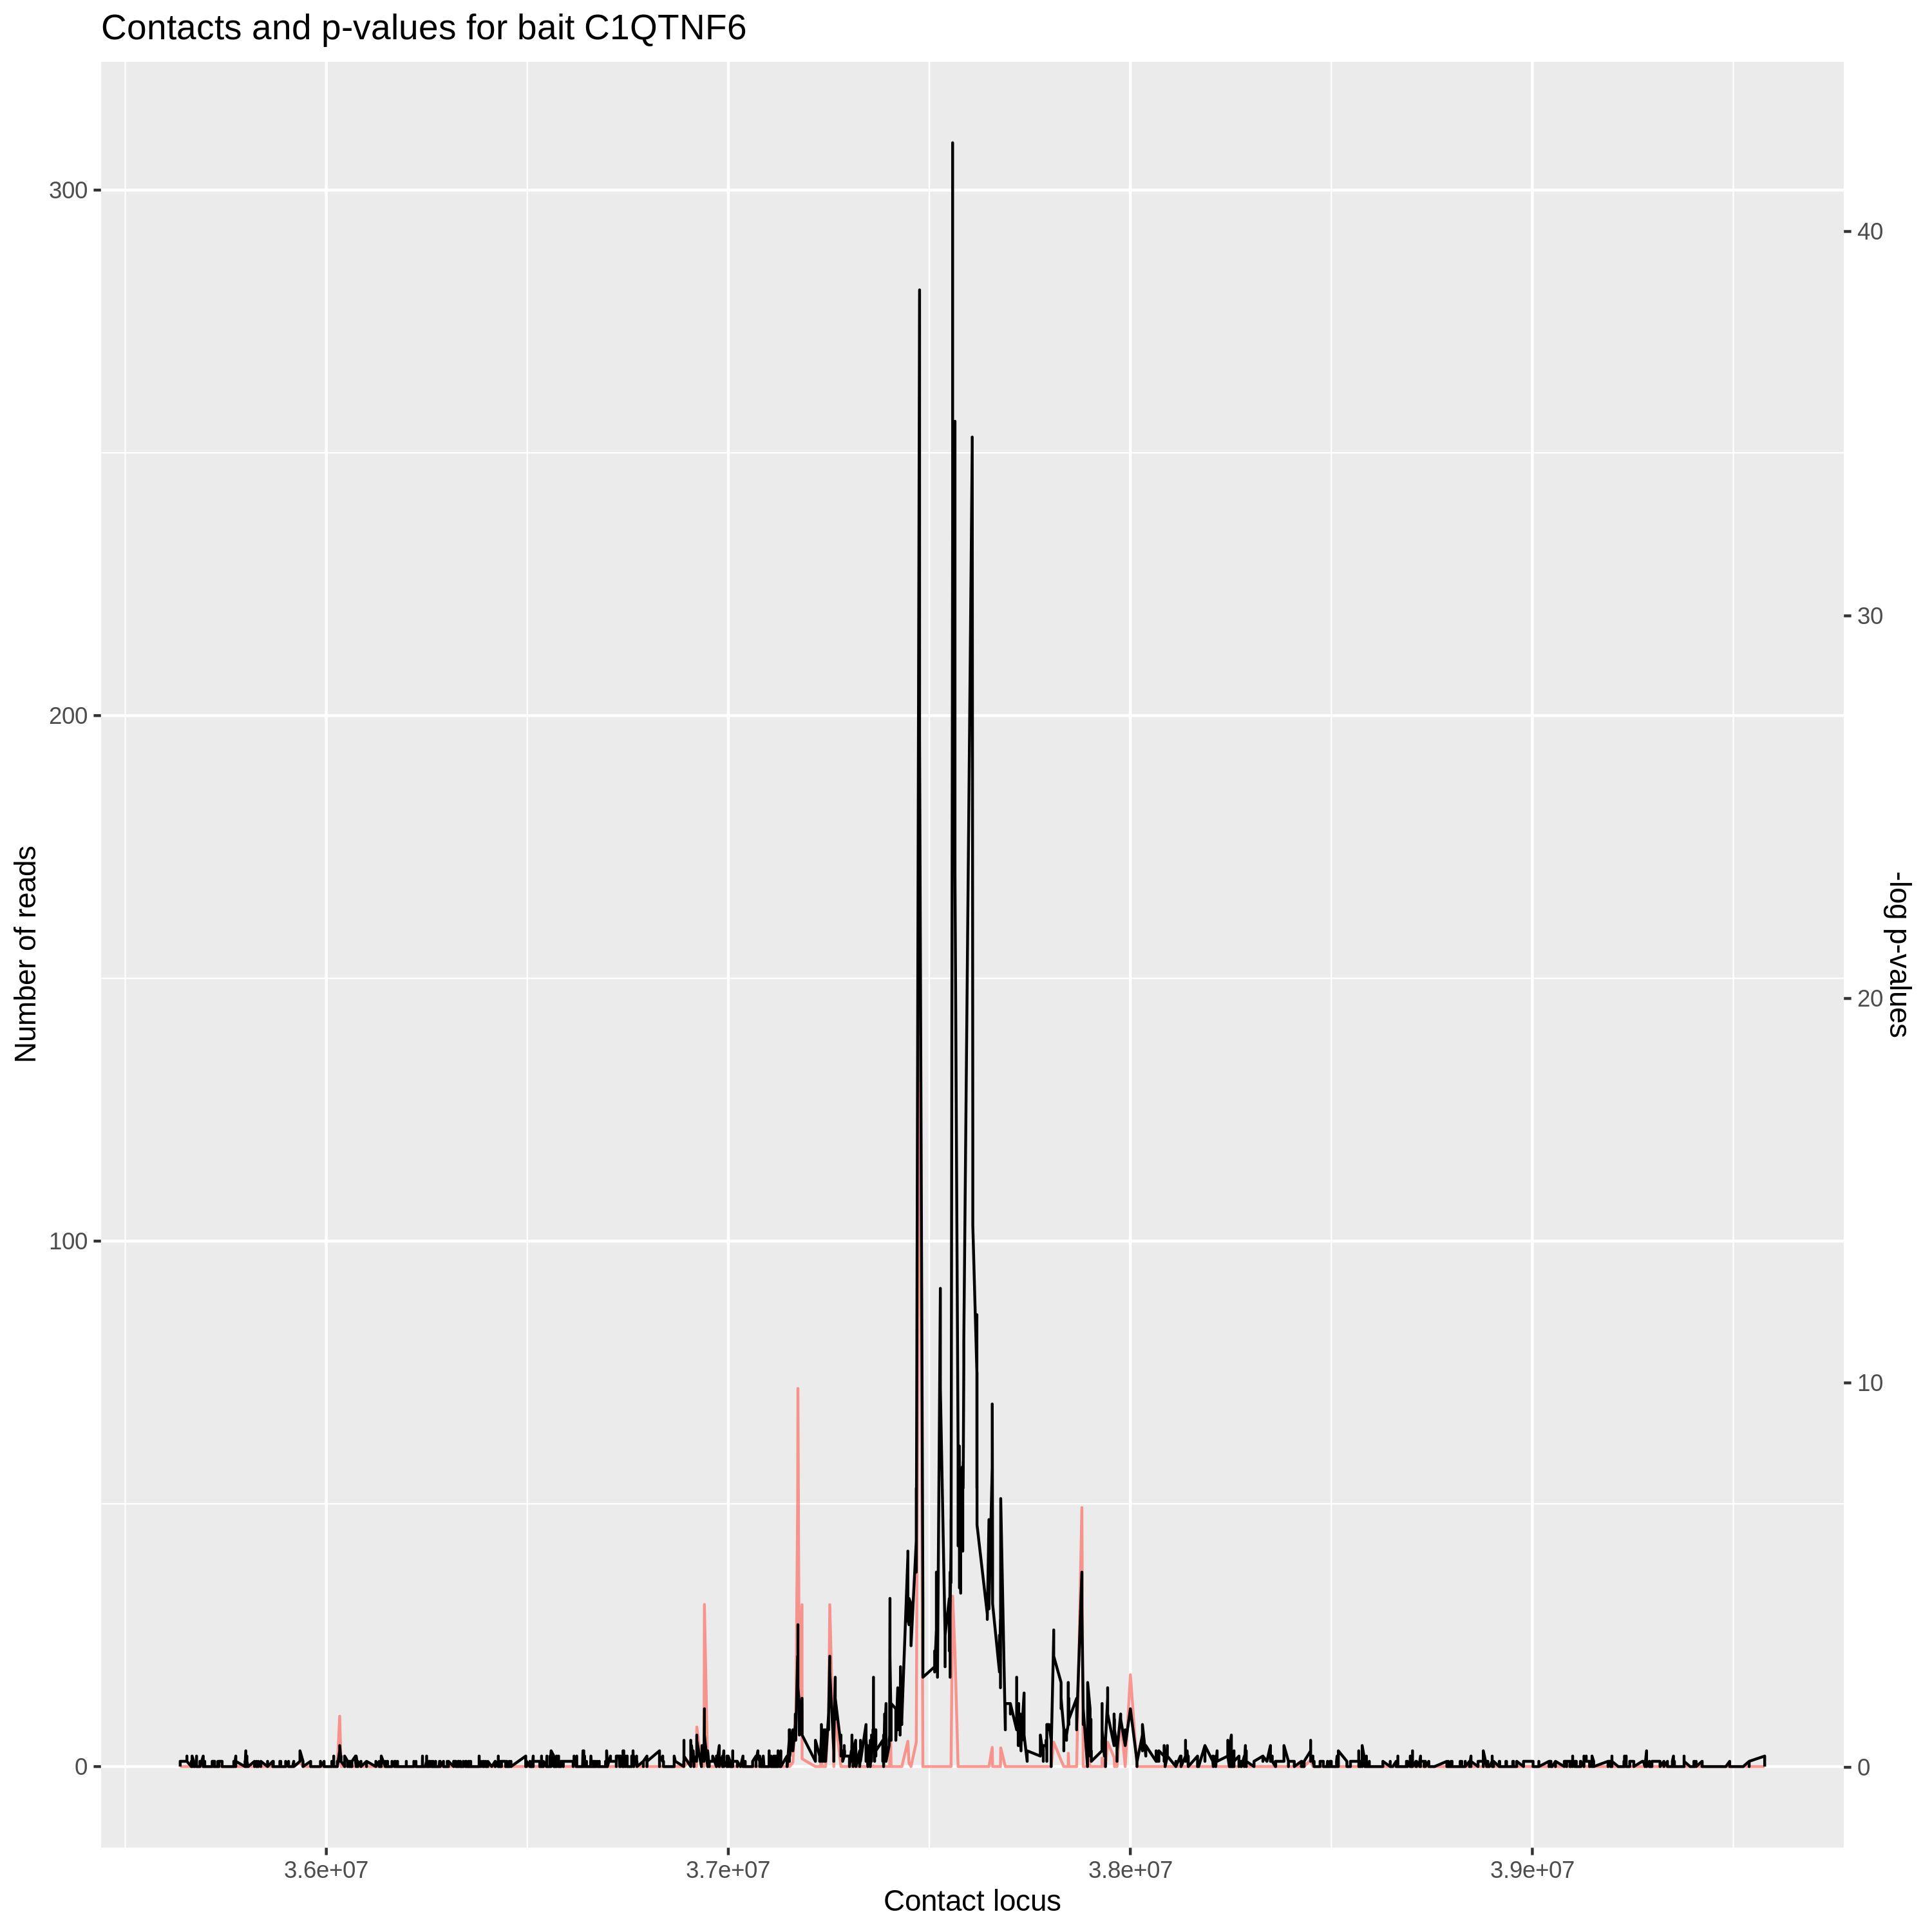 Contacts and p-values for bait C1QTNF6
300
200
100
0
Number of reads
40
30
20
10
0
-log p-values
3.6e+07
3.7e+07
3.8e+07
3.9e+07
Contact locus